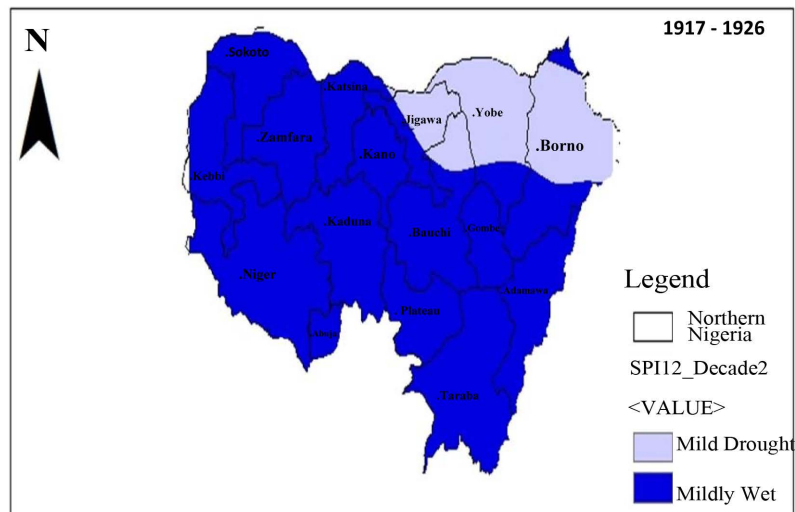 1917 - 1926
N
.Sokoto
.Katsina
.Jigawa
.Yobe
.Zamfara
.Kano
.Borno
.Kebbi
.Kaduna
.Bauchi
.Gombe
.Niger
.Adamawa
.Plateau
.Abuja
.Taraba
Legend
Northern
Nigeria
SPI12_Decade2
<VALUE>
Mild Drought
Mildly Wet